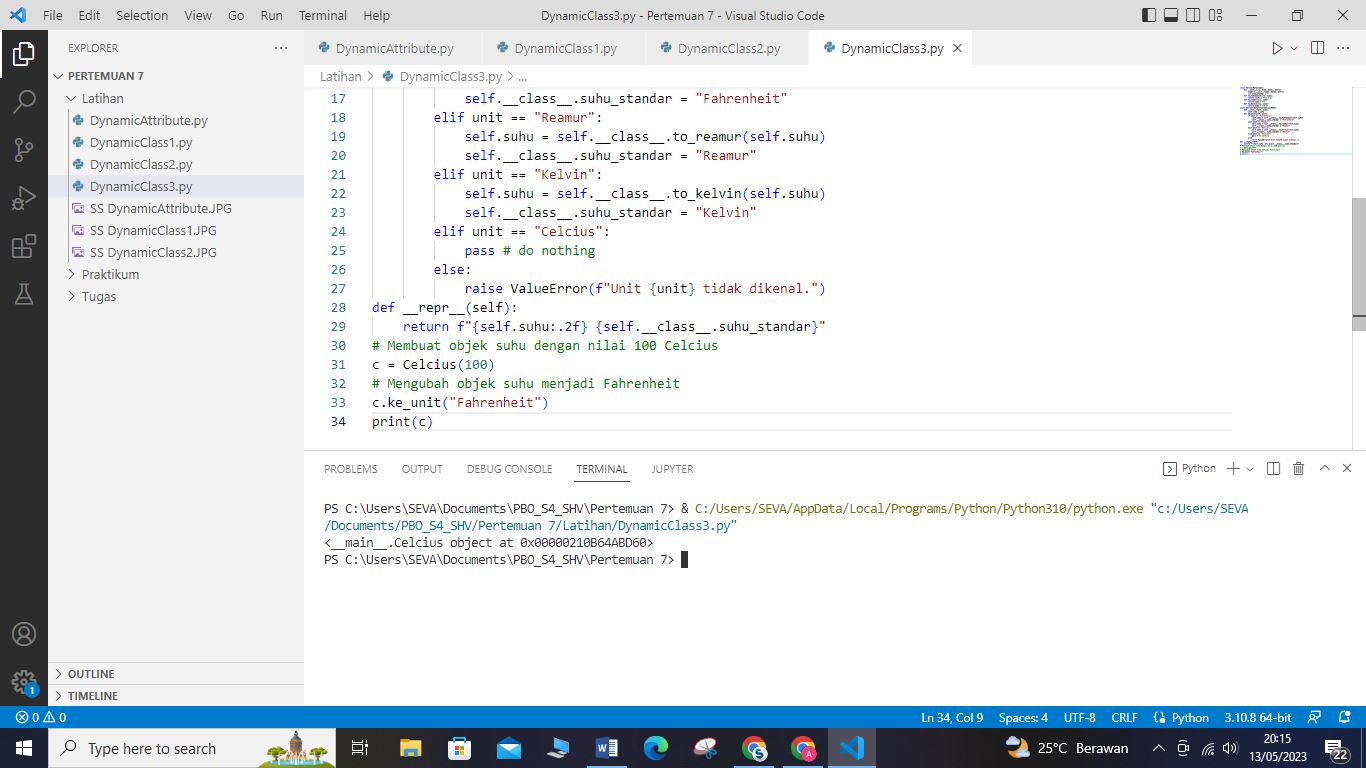 File Edit Selection View Go Run Terminal Help DynamicClass3.py - Pertemuan 7 - Visual Studio Code
EXPLORER
PERTEMUAN 7
Latihan
DynamicAttribute.py
DynamicClass1.py
DynamicClass2.py
DynamicClass3.py
SS DynamicAttribute.JPG
SS DynamicClass1.JPG
SS DynamicClass2.JPG
Praktikum
Tugas
OUTLINE
TIMELINE
DynamicAttribute.py DynamicClass1.py DynamicClass2.py DynamicClass3.py
Latihan > DynamicClass3.py > ...
17 self.__class__.suhu_standar = "Fahrenheit"
18 elif unit == "Reamur":
19 self.suhu = self.__class__.to_reamur(self.suhu)
20 self.__class__.suhu_standar = "Reamur"
21 elif unit == "Kelvin":
22 self.suhu = self.__class__.to_kelvin(self.suhu)
23 self.__class__.suhu_standar = "Kelvin"
24 elif unit == "Celcius":
25 pass # do nothing
26 else:
27 raise ValueError(f"Unit {unit} tidak dikenal.")
28 def __repr__(self):
29 return f"{self.suhu:.2f} {self.__class__.suhu_standar}"
30 # Membuat objek suhu dengan nilai 100 Celcius
31 c = Celcius(100)
32 # Mengubah objek suhu menjadi Fahrenheit
33 c.ke_unit("Fahrenheit")
34 print(c)
PROBLEMS OUTPUT DEBUG CONSOLE TERMINAL JUPYTER Python
PS C:\Users\SEVA\Documents\PBO_S4_SHV\Pertemuan 7> & C:/Users/SEVA/AppData/Local/Programs/Python/Python310/python.exe "c:/Users/SEVA
/Documents/PBO_S4_SHV/Pertemuan 7/Latihan/DynamicClass3.py"
<__main__.Celcius object at 0x00000210B64ABD60>
PS C:\Users\SEVA\Documents\PBO_S4_SHV\Pertemuan 7>
1
0 0 Ln 34, Col 9 Spaces: 4 UTF-8 CRLF Python 3.10.8 64-bit
Type here to search 25°C Berawan 20:15
13/05/2023 22